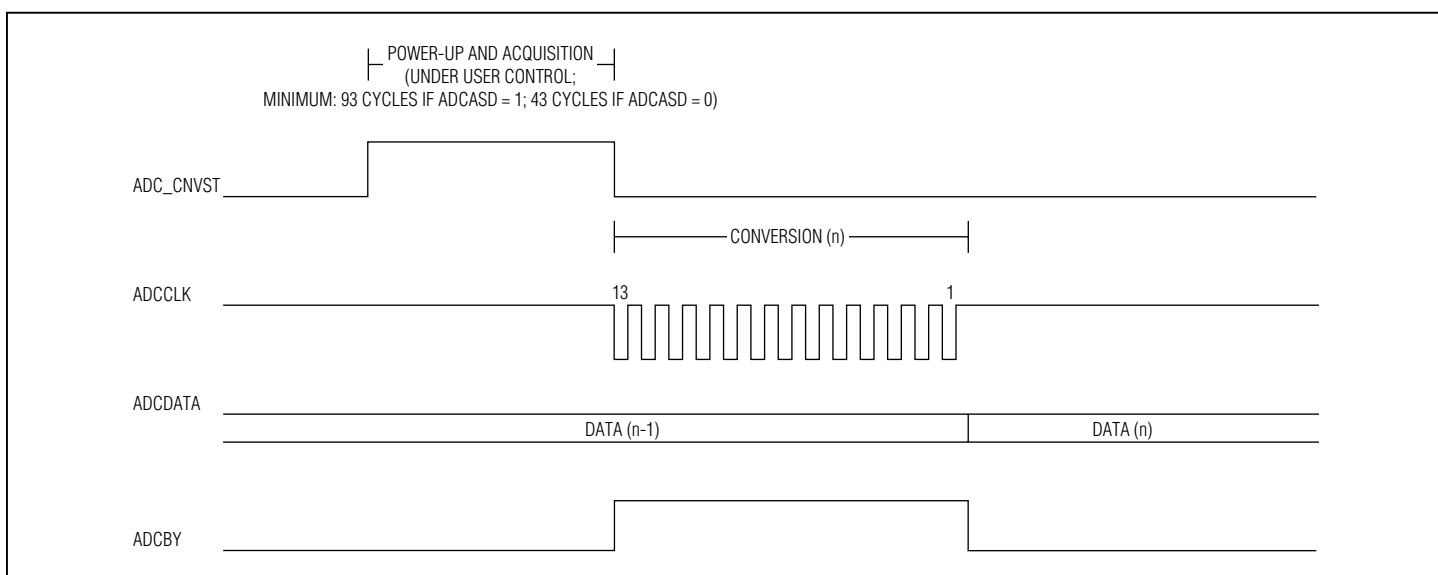 POWER-UP AND ACQUISITION
(UNDER USER CONTROL;
MINIMUM: 93 CYCLES IF ADCASD = 1; 43 CYCLES IF ADCASD = 0)
ADC_CNVST
CONVERSION (n)
ADCCLK
13
1
ADCDATA
DATA (n-1)
DATA (n)
ADCBY